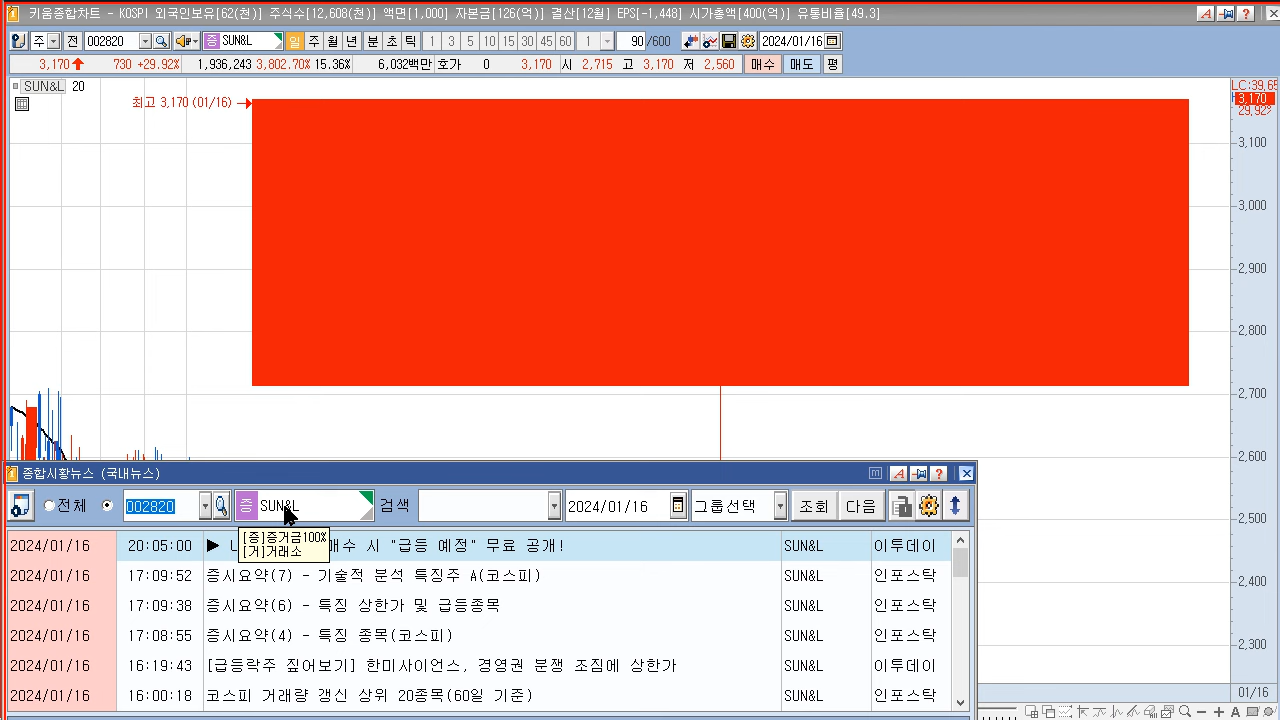 키움종합차트 - KOSPI 외국인보유[62(천)] 주식수[12,608(천)] 액면[1,000] 자본금[126(억)] 결산[12월] EPS[-1,448] 시가총액[400(억)] 유통비율[49.3]
주 전 002820 증 SUN&L 일 주 월 년 분 초 틱 1 3 5 10 15 30 45 60 1 90 /600 2024/01/16
3,170 730 +29.92% 1,936,243 3,802.70% 15.36% 6,032백만 호가 0 3,170 시 2,715 고 3,170 저 2,560 매수 매도 평
SUN&L 20
최고 3,170 (01/16)
LC:39,6
3,170
29.92%
3,100
3,000
2,900
2,800
2,700
2,600
2,500
2,400
2,300
01/16
종합시황뉴스 (국내뉴스)
전체 002820 증 SUN&L 검색 2024/01/16 그룹선택 조회 다음
[증]증거금100%
[거]거래소
2024/01/16 20:05:00 ▶ 매수 시 "급등 예정" 무료 공개! SUN&L 이투데이
2024/01/16 17:09:52 증시요약(7) - 기술적 분석 특징주 A(코스피) SUN&L 인포스탁
2024/01/16 17:09:38 증시요약(6) - 특징 상한가 및 급등종목 SUN&L 인포스탁
2024/01/16 17:08:55 증시요약(4) - 특징 종목(코스피) SUN&L 인포스탁
2024/01/16 16:19:43 [급등락주 짚어보기] 한미사이언스, 경영권 분쟁 조짐에 상한가 SUN&L 이투데이
2024/01/16 16:00:18 코스피 거래량 갱신 상위 20종목(60일 기준) SUN&L 인포스탁